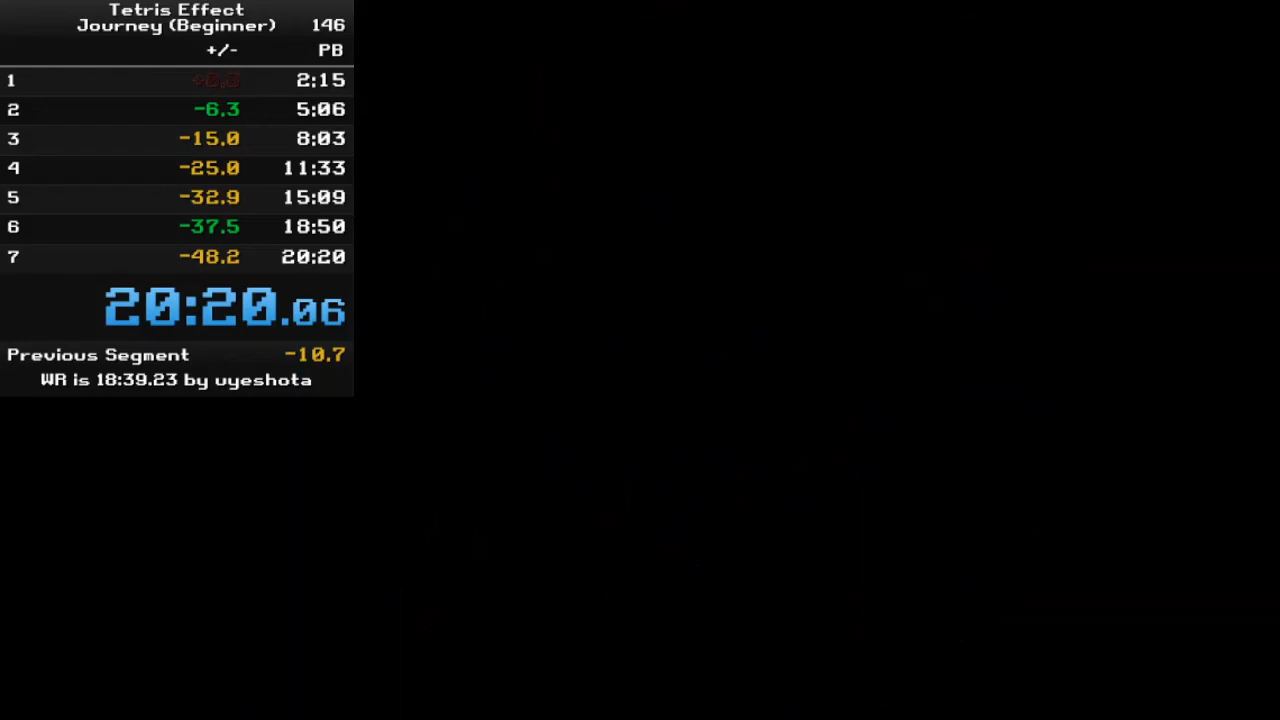 Tetris Effect
Journey (Beginner) 146
+/- PB
1 2:15
2 -6.3 5:06
3 -15.0 8:03
4 -25.0 11:33
5 -32.9 15:09
6 -37.5 18:50
7 -48.2 20:20
20:20.06
Previous Segment -10.7
WR is 18:39.23 by vyeshota